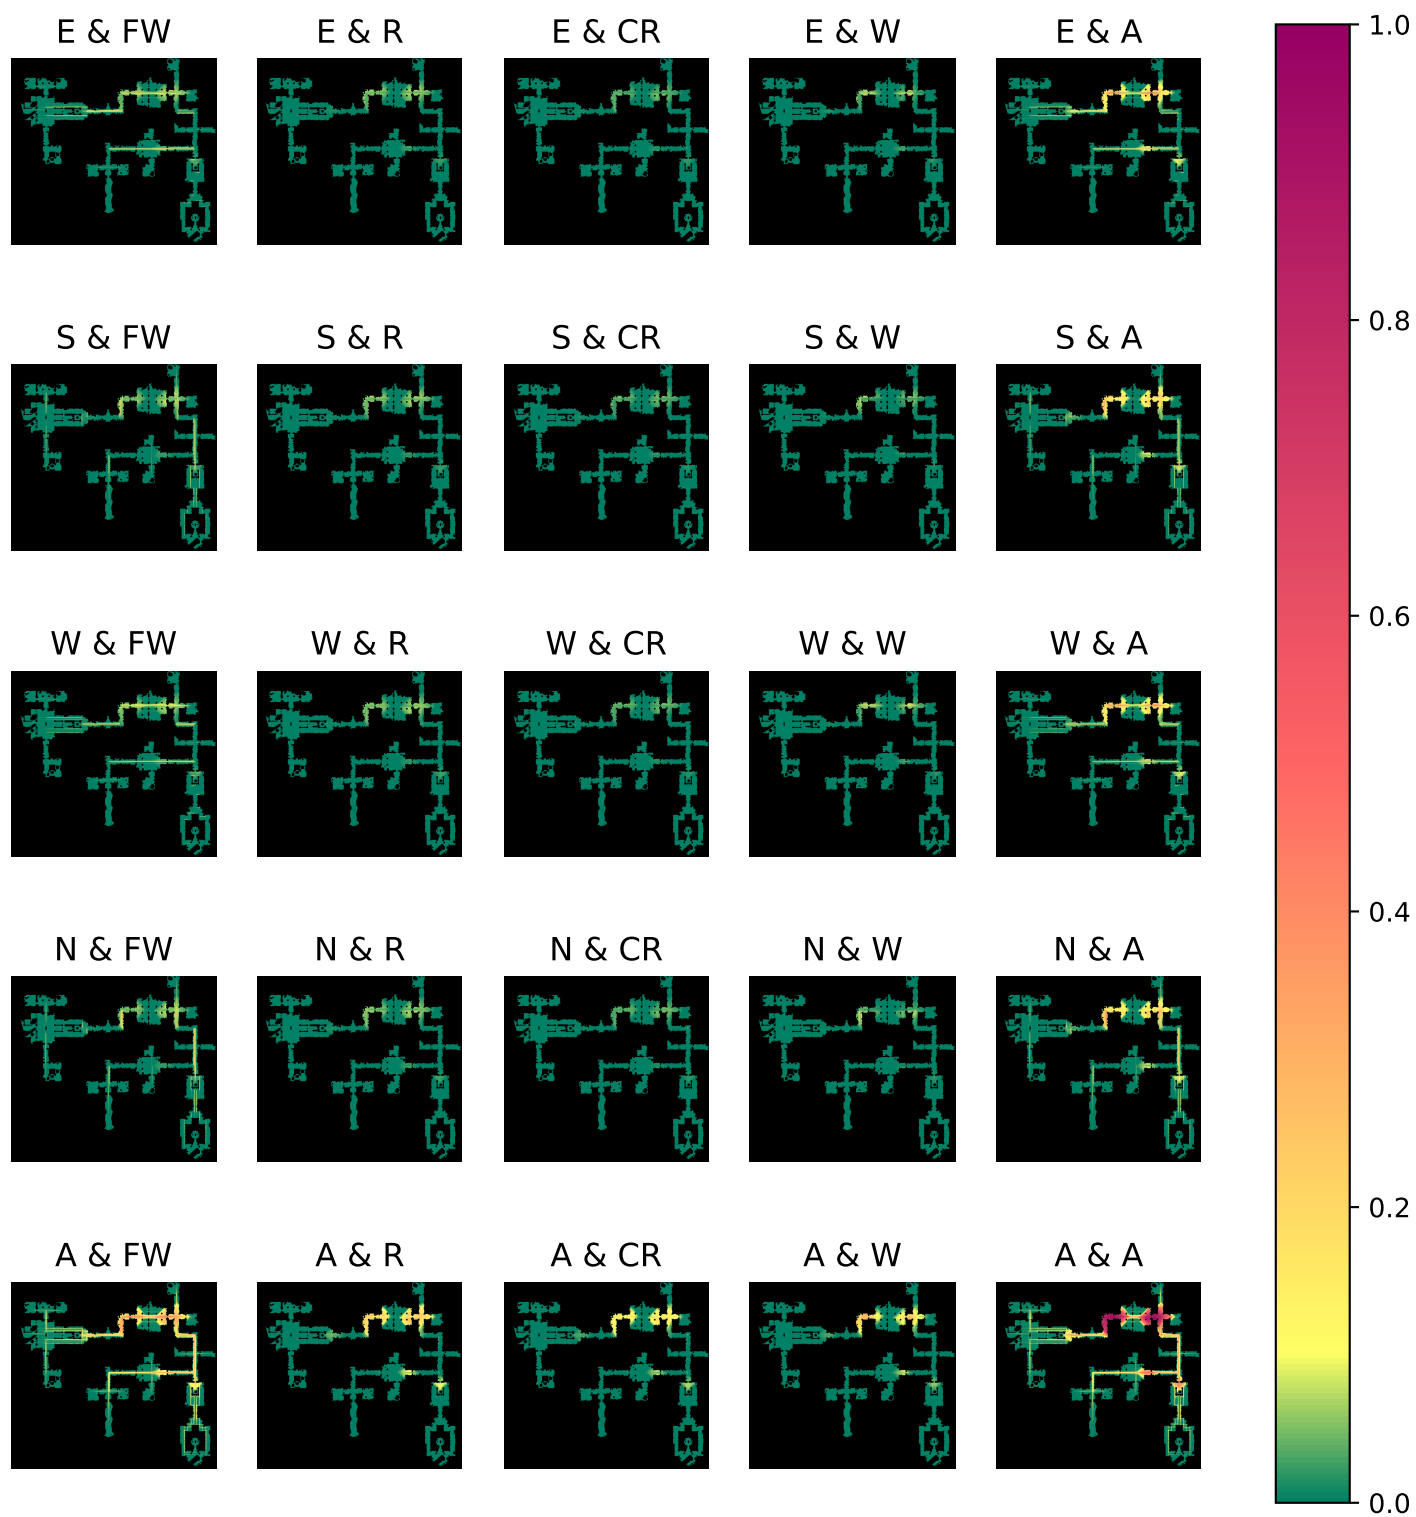 E & FW E & R E & CR E & W E & A
S & FW S & R S & CR S & W S & A
W & FW W & R W & CR W & W W & A
N & FW N & R N & CR N & W N & A
A & FW A & R A & CR A & W A & A
1.0
0.8
0.6
0.4
0.2
0.0